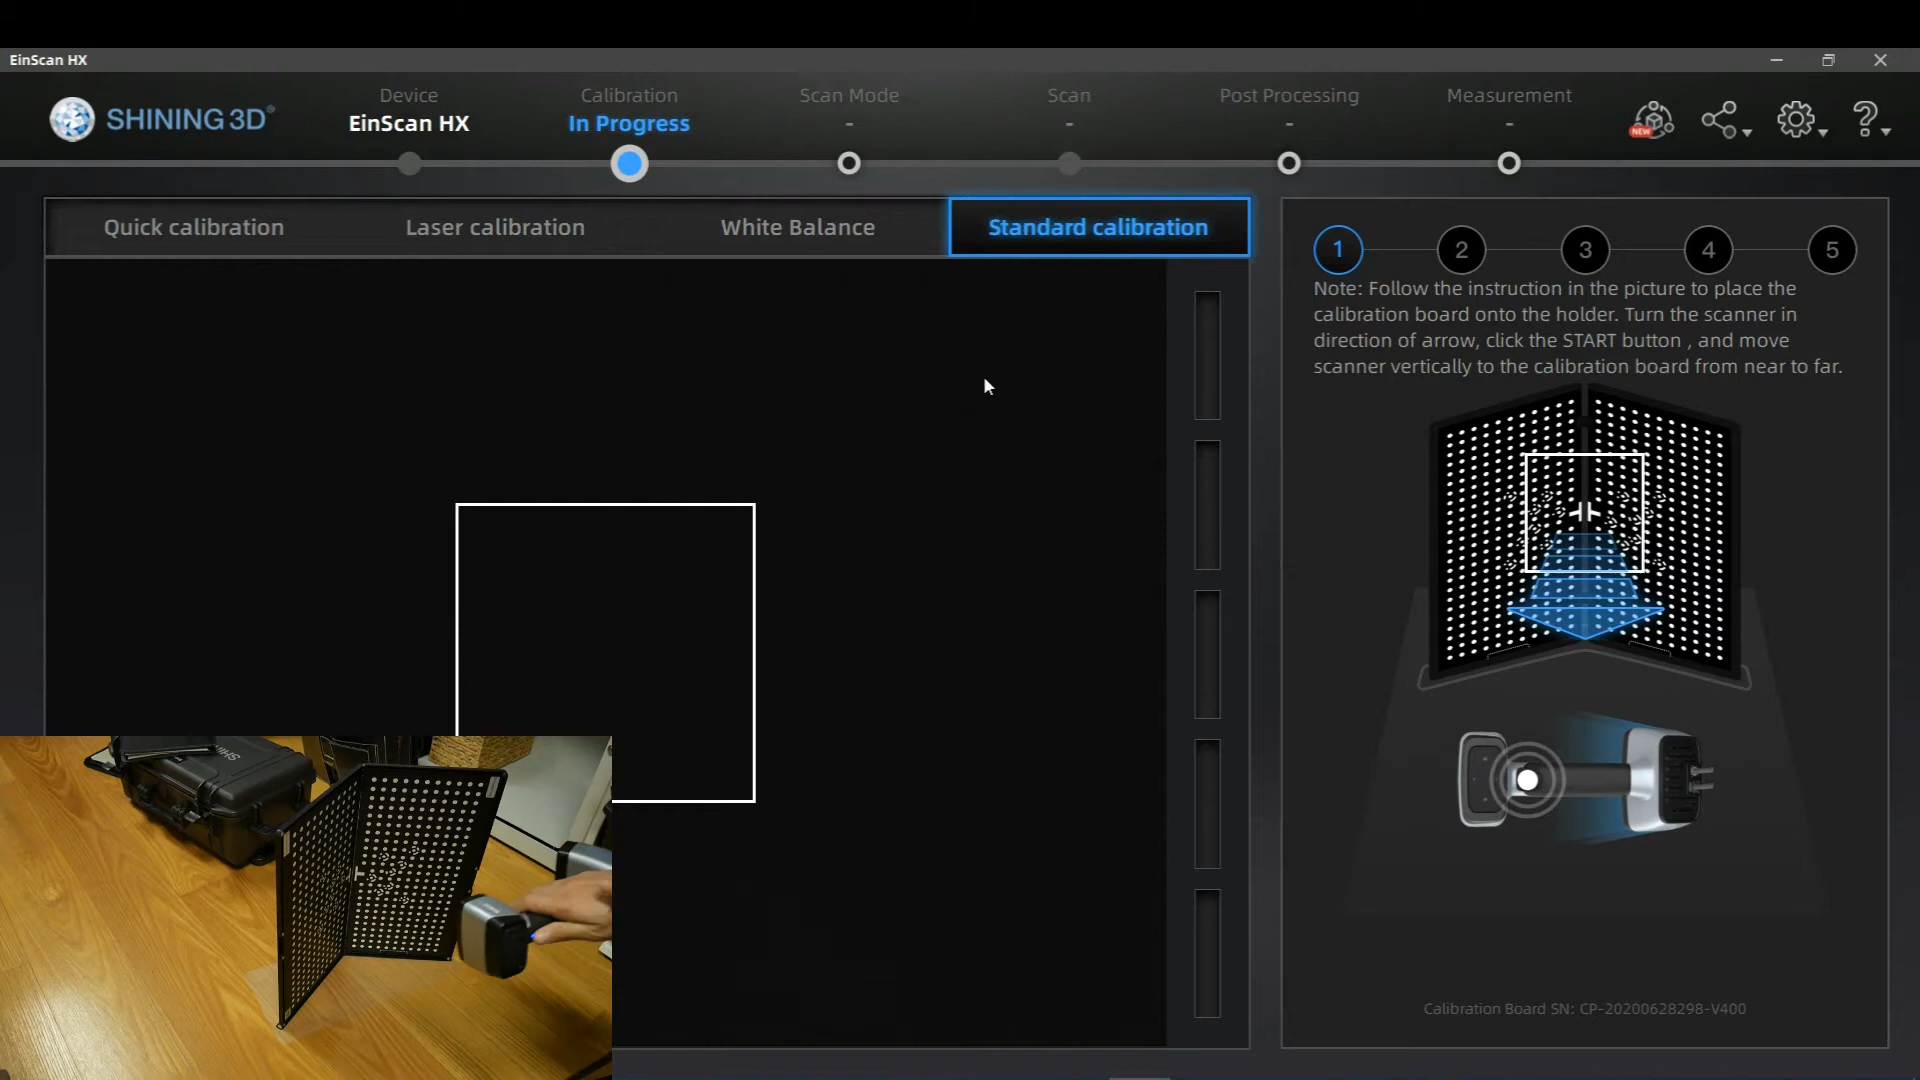 EinScan HX
SHINING 3D®
Device
EinScan HX
Calibration
In Progress
Scan Mode
-
Scan
-
Post Processing
-
Measurement
-
NEW
Quick calibration
Laser calibration
White Balance
Standard calibration
1
2
3
4
5
Note: Follow the instruction in the picture to place the
calibration board onto the holder. Turn the scanner in
direction of arrow, click the START button , and move
scanner vertically to the calibration board from near to far.
Calibration Board SN: CP-20200628298-V400